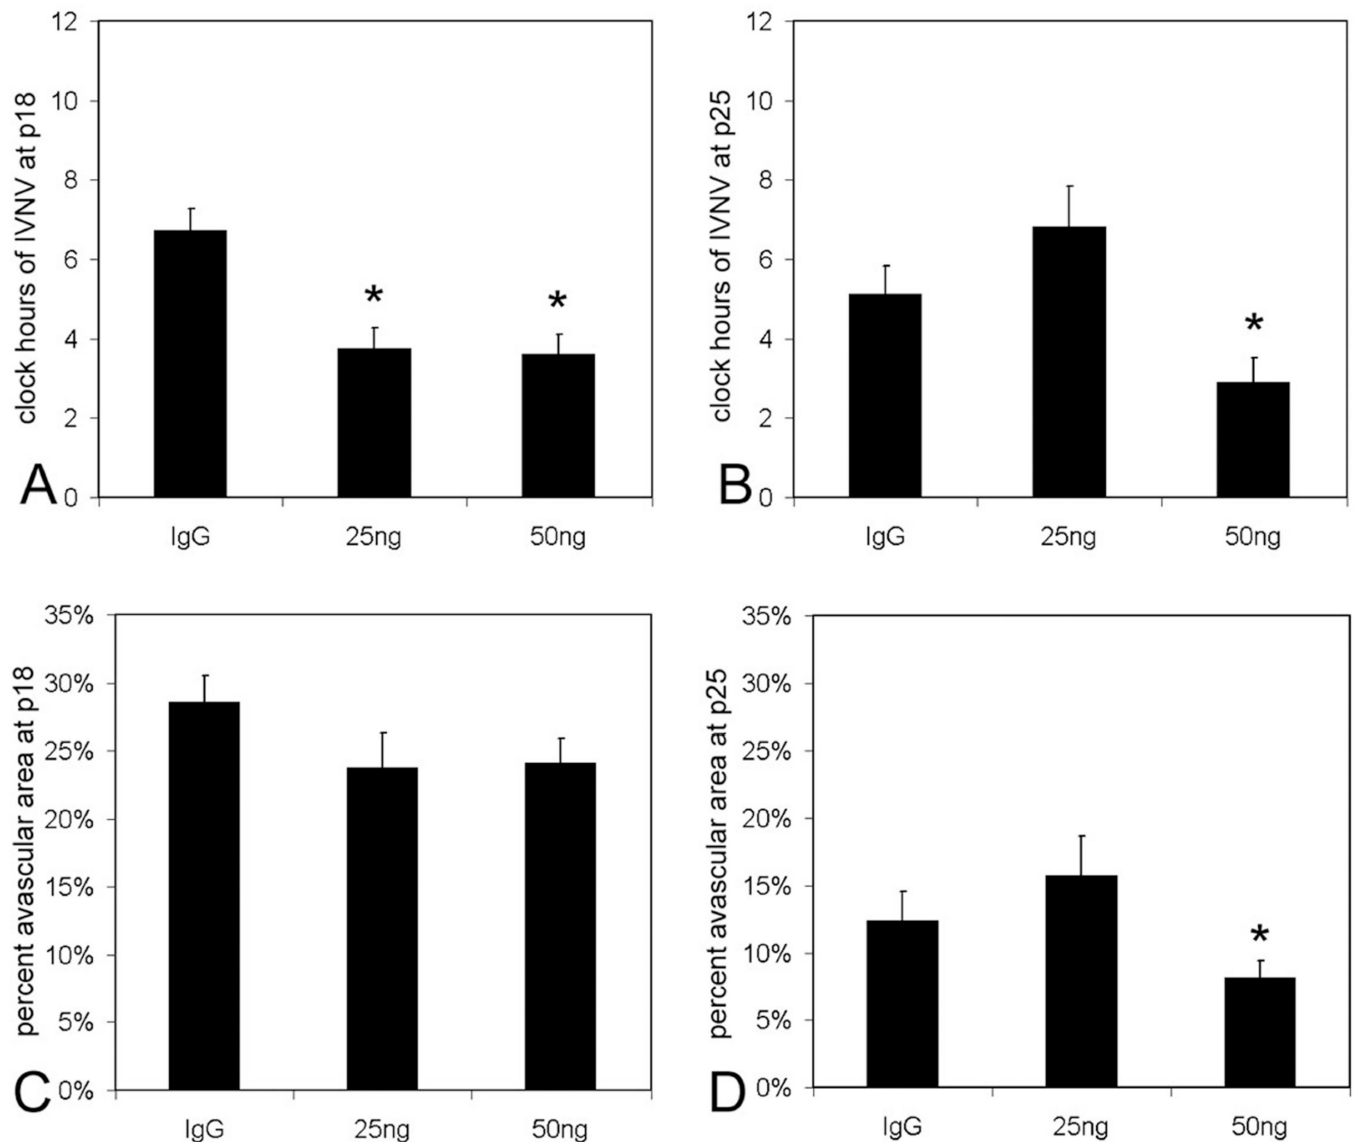 clock hours of IVNV at p18
12
10
8
6
4
2
0
*
*
A
IgG 25ng 50ng
clock hours of IVNV at p25
12
10
8
6
4
2
0
*
B
IgG 25ng 50ng
percent avascular area at p18
35%
30%
25%
20%
15%
10%
5%
0%
C
IgG 25ng 50ng
percent avascular area at p25
35%
30%
25%
20%
15%
10%
5%
0%
*
D
IgG 25ng 50ng